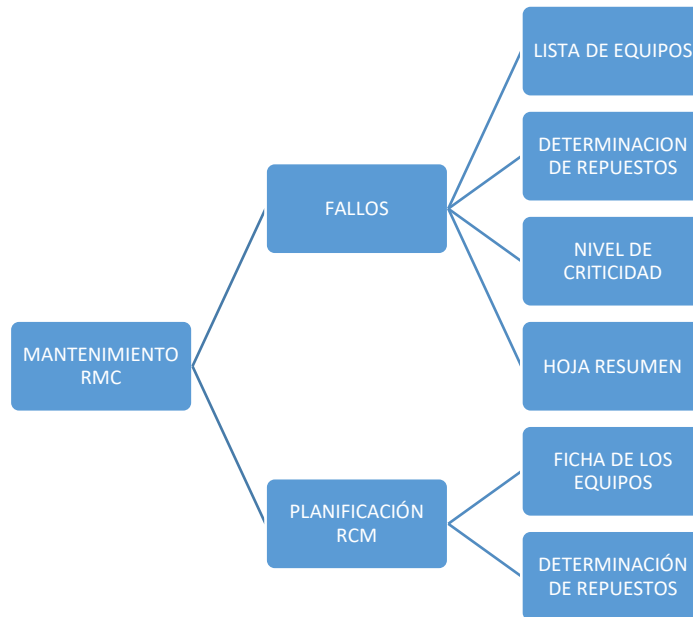 LISTA DE EQUIPOS
DETERMINACION
DE REPUESTOS
FALLOS
NIVEL DE
CRITICIDAD
MANTENIMIENTO
RMC
HOJA RESUMEN
FICHA DE LOS
EQUIPOS
PLANIFICACIÓN
RCM
DETERMINACIÓN
DE REPUESTOS